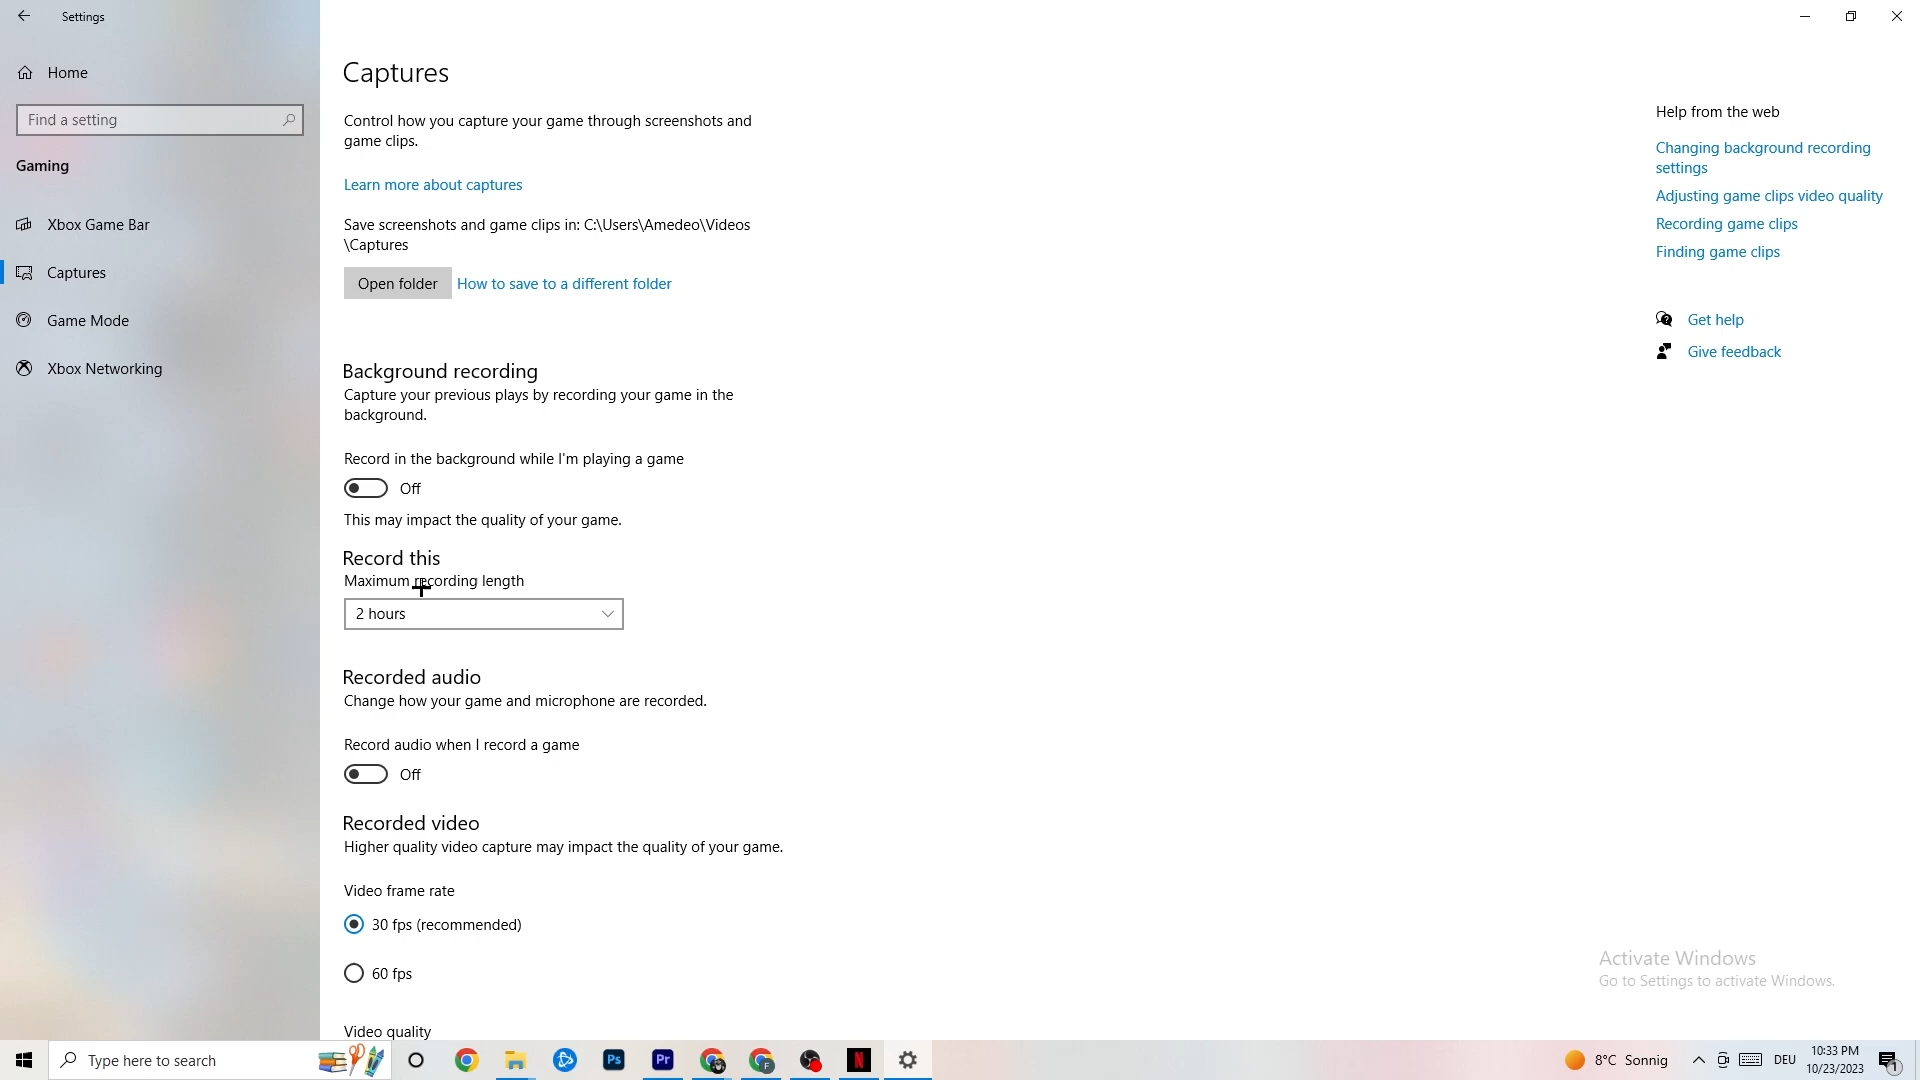 Settings
Home
Find a setting
Gaming
Xbox Game Bar
Captures
Game Mode
Xbox Networking
Captures
Control how you capture your game through screenshots and
game clips.
Learn more about captures
Save screenshots and game clips in: C:\Users\Amedeo\Videos
\Captures
Open folder
How to save to a different folder
Background recording
Capture your previous plays by recording your game in the
background.
Record in the background while I'm playing a game
Off
This may impact the quality of your game.
Record this
Maximum recording length
2 hours
Recorded audio
Change how your game and microphone are recorded.
Record audio when I record a game
Off
Recorded video
Higher quality video capture may impact the quality of your game.
Video frame rate
30 fps (recommended)
60 fps
Video quality
Help from the web
Changing background recording
settings
Adjusting game clips video quality
Recording game clips
Finding game clips
Get help
Give feedback
Activate Windows
Go to Settings to activate Windows.
Type here to search
Ps
Pr
F
N
8°C Sonnig
DEU
10:33 PM
10/23/2023
1